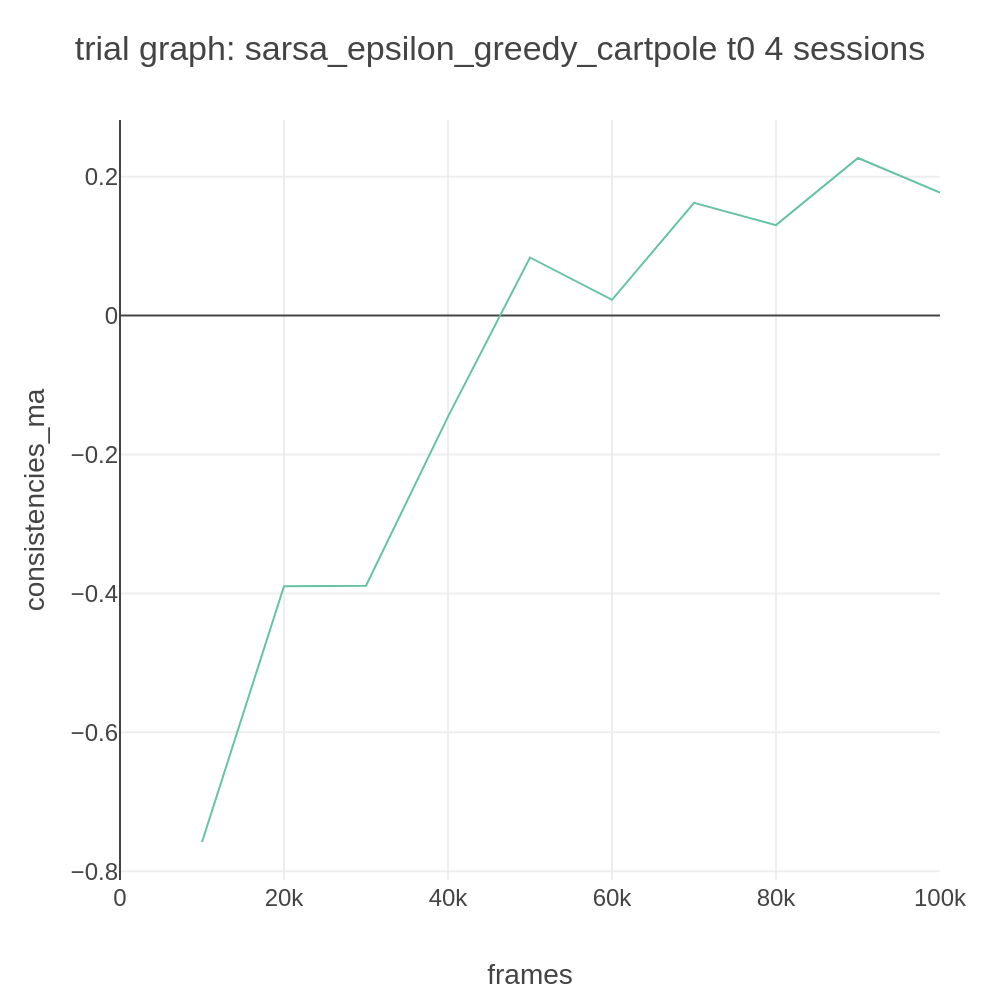 trial graph: sarsa_epsilon_greedy_cartpole t0 4 sessions
0.2
0
−0.2
−0.4
−0.6
−0.8
consistencies_ma
0 20k 40k 60k 80k 100k
frames